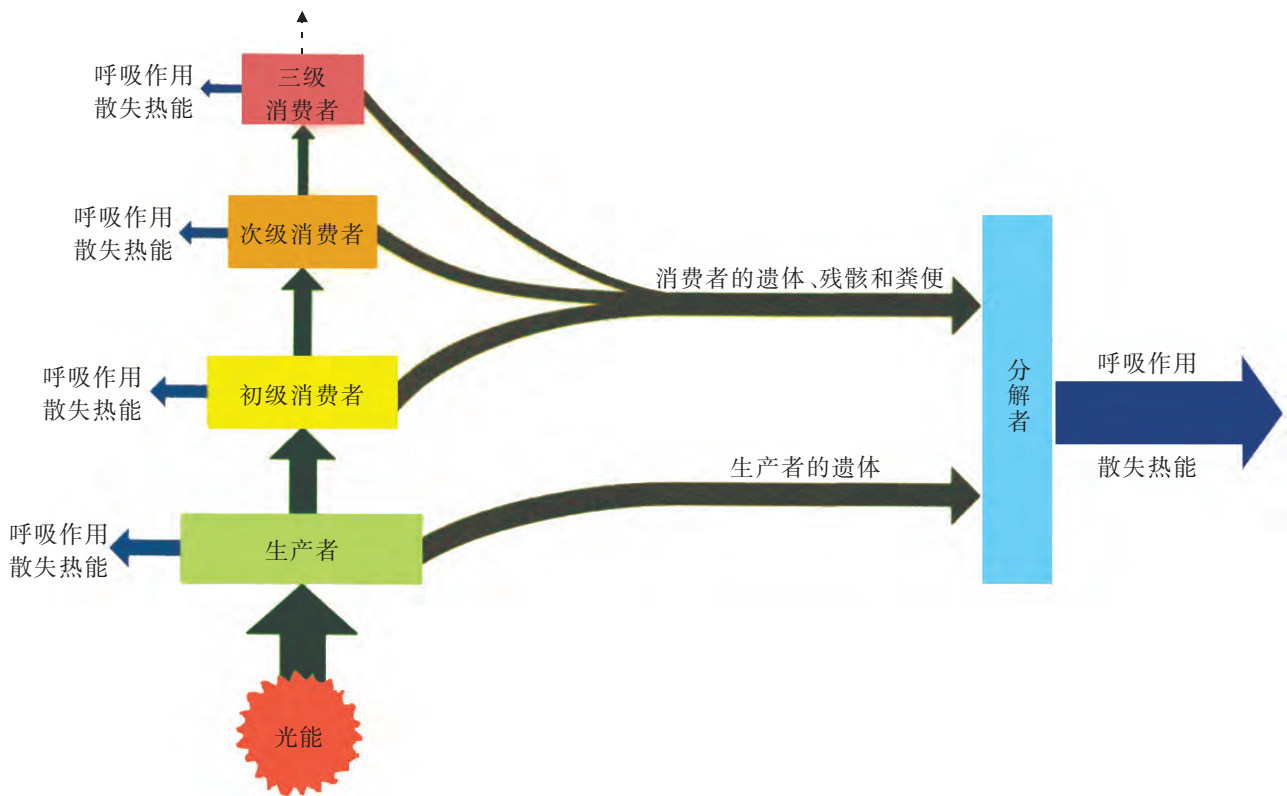 呼吸作用
散失热能
三级
消费者
呼吸作用
散失热能
次级消费者
消费者的遗体、残骸和粪便
呼吸作用
散失热能
初级消费者
分解者
呼吸作用
散失热能
生产者的遗体
呼吸作用
散失热能
生产者
光能